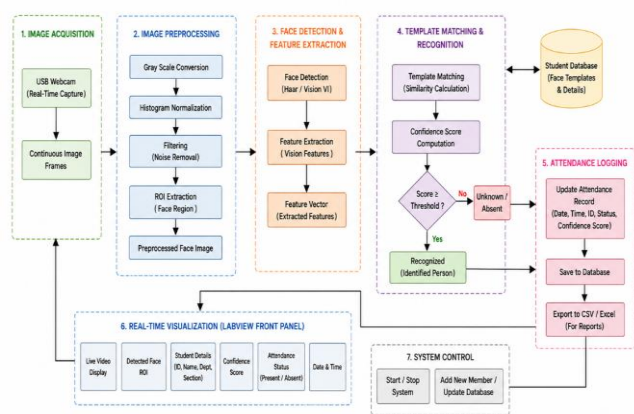 1. IMAGE ACQUISITION
USB Webcam
(Real-Time Capture)
Continuous Image
Frames
2. IMAGE PREPROCESSING
Gray Scale Conversion
Histogram Normalization
Filtering
(Noise Removal)
ROI Extraction
( Face Region )
Preprocessed Face Image
3. FACE DETECTION &
FEATURE EXTRACTION
Face Detection
(Haar / Vision VI)
Feature Extraction
( Vision Features )
Feature Vector
(Extracted Features)
4. TEMPLATE MATCHING &
RECOGNITION
Template Matching
(Similarity Calculation)
Confidence Score
Computation
Score ≥
Threshold ?
No
Unknown /
Absent
Yes
Recognized
(Identified Person)
Student Database
(Face Templates
& Details)
5. ATTENDANCE LOGGING
Update Attendance
Record
(Date, Time, ID, Status,
Confidence Score)
Save to Database
Export to CSV / Excel
(For Reports)
6. REAL-TIME VISUALIZATION (LABVIEW FRONT PANEL)
Live Video
Display
Detected Face
ROI
Student Details
(ID, Name, Dept,
Section)
Confidence
Score
Attendance
Status
(Present / Absent)
Date & Time
7. SYSTEM CONTROL
Start / Stop
System
Add New Member /
Update Database